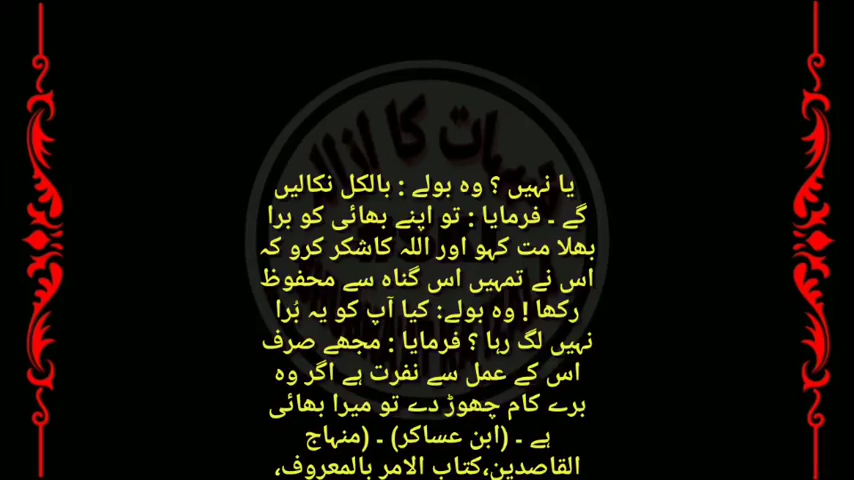 یا نہیں ؟ وہ بولے : بالکل نکالیں
گے ۔ فرمایا : تو اپنے بھائی کو برا
بھلا مت کہو اور اللہ کاشکر کرو کہ
اس نے تمہیں اس گناہ سے محفوظ
رکھا ! وہ بولے: کیا آپ کو یہ بُرا
نہیں لگ رہا ؟ فرمایا : مجھے صرف
اس کے عمل سے نفرت ہے اگر وہ
برے کام چھوڑ دے تو میرا بھائی
ہے ۔ (ابن عساکر) ۔ (منہاج
القاصدین،کتاب الامر بالمعروف،
کا ازالہ